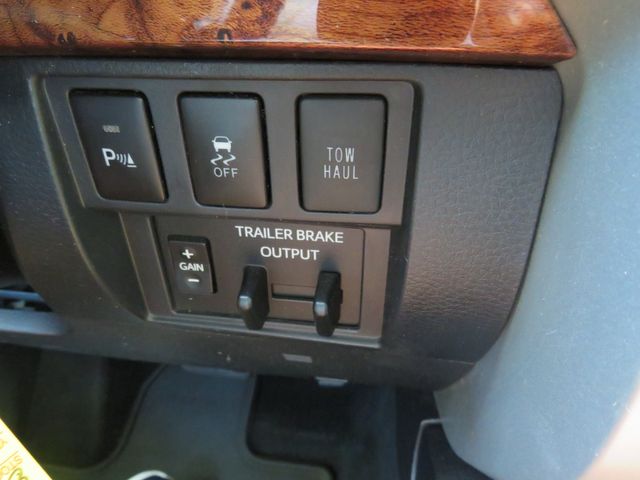 P
OFF
TOW
HAUL
TRAILER BRAKE
OUTPUT
+
GAIN
-